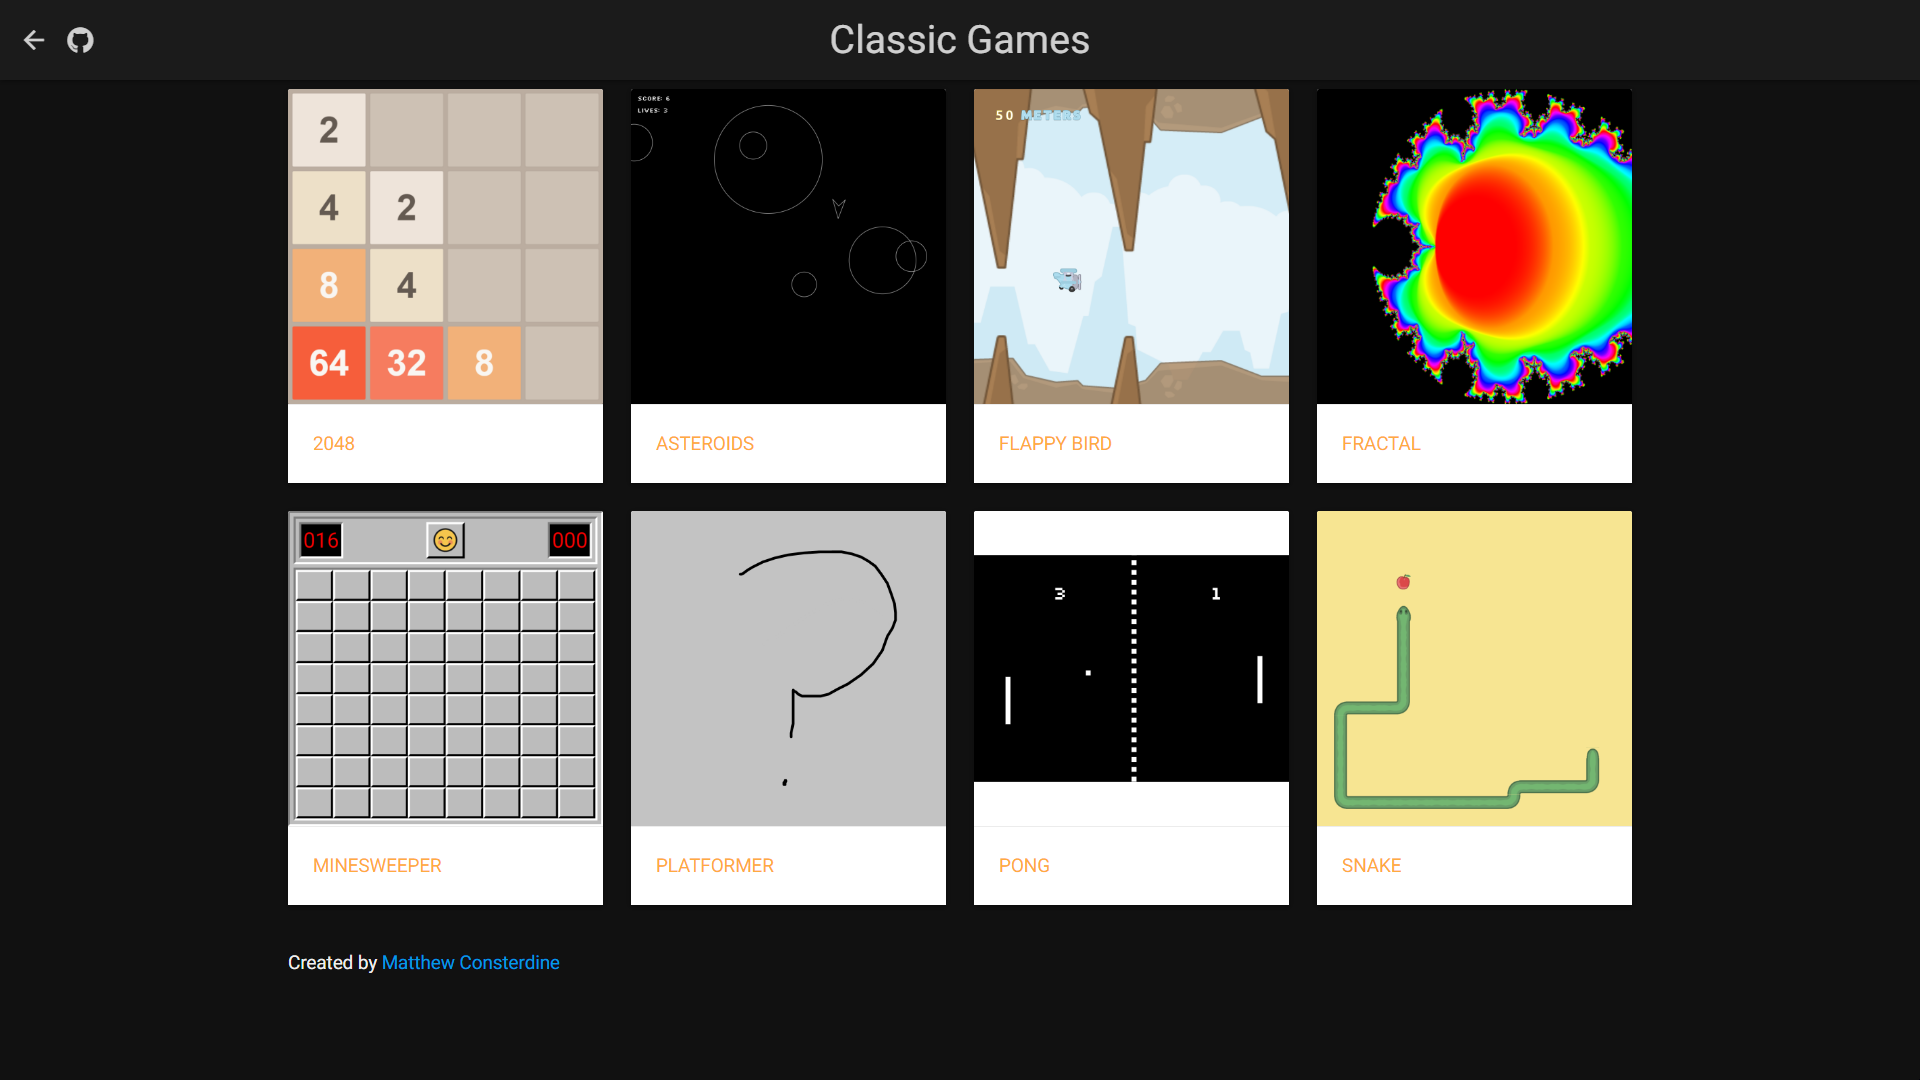 Classic Games
2
4 2
8 4
64 32 8
2048
SCORE: 6
LIVES: 3
ASTEROIDS
50 METERS
FLAPPY BIRD
FRACTAL
016 000
MINESWEEPER
PLATFORMER
3 1
PONG
SNAKE
Created by Matthew Consterdine